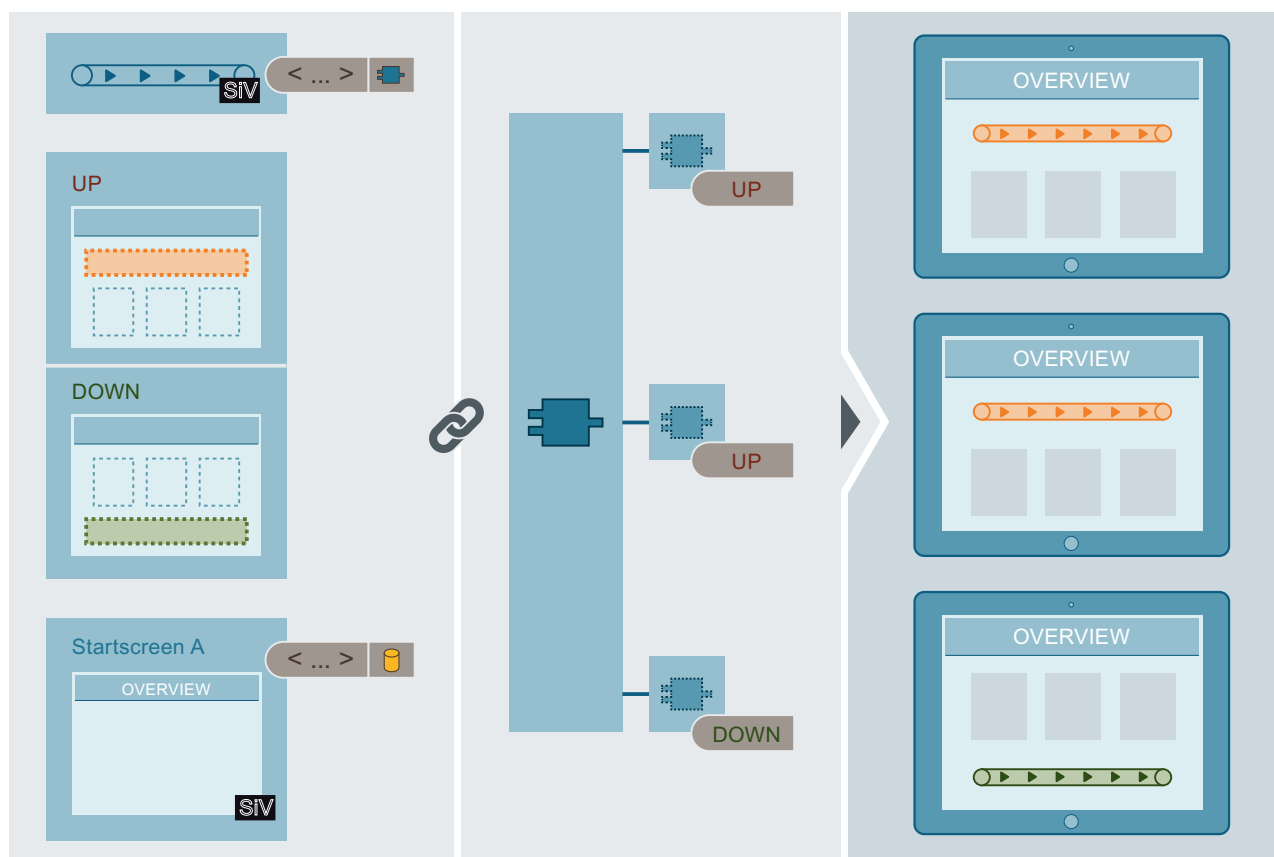 SiV
< ... >
UP
DOWN
Startscreen A
< ... >
OVERVIEW
SiV
UP
UP
DOWN
OVERVIEW
OVERVIEW
OVERVIEW